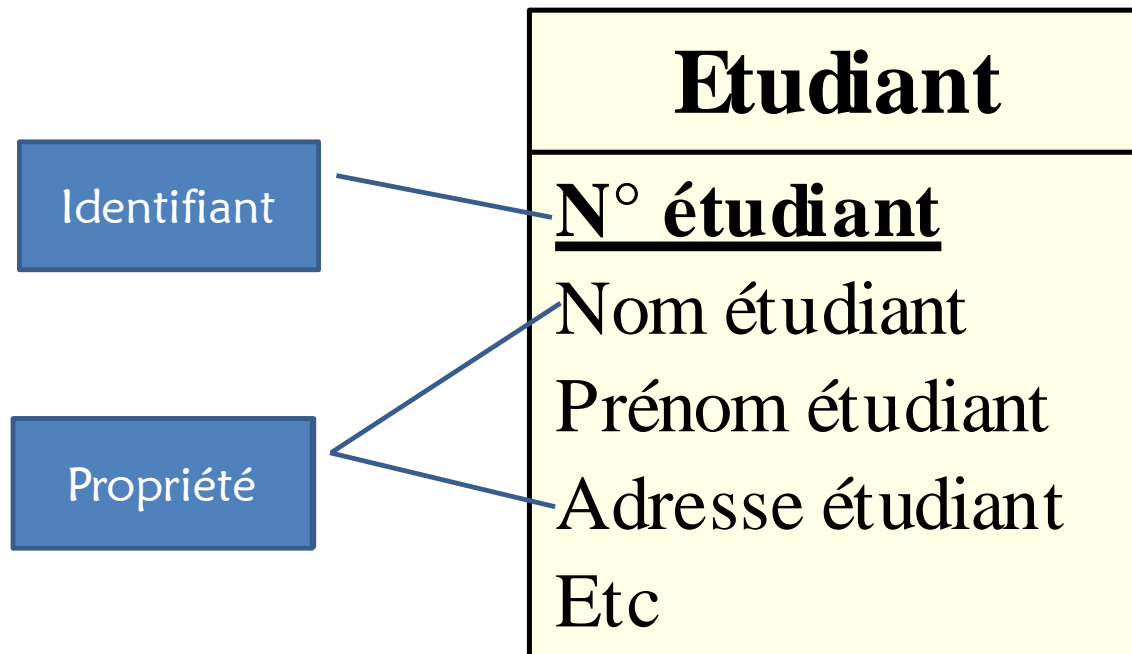 Etudiant
Identifiant
N° étudiant
Nom étudiant
Prénom étudiant
Propriété
Adresse étudiant
Etc